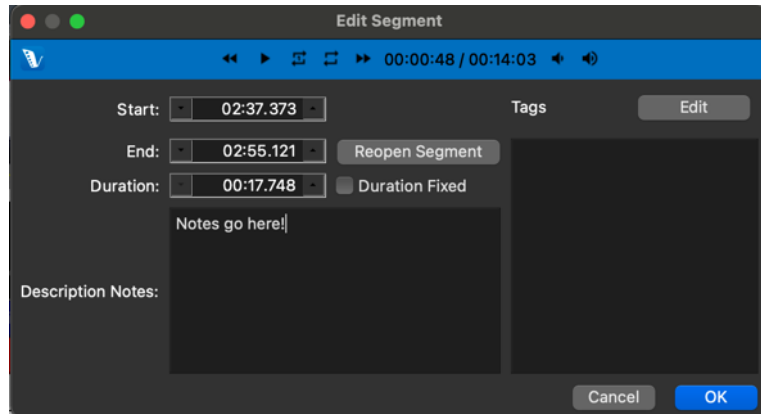 Edit Segment
00:00:48 / 00:14:03
Start: 02:37.373 Tags Edit
End: 02:55.121 Reopen Segment
Duration: 00:17.748 Duration Fixed
Notes go here!
Description Notes:
Cancel OK